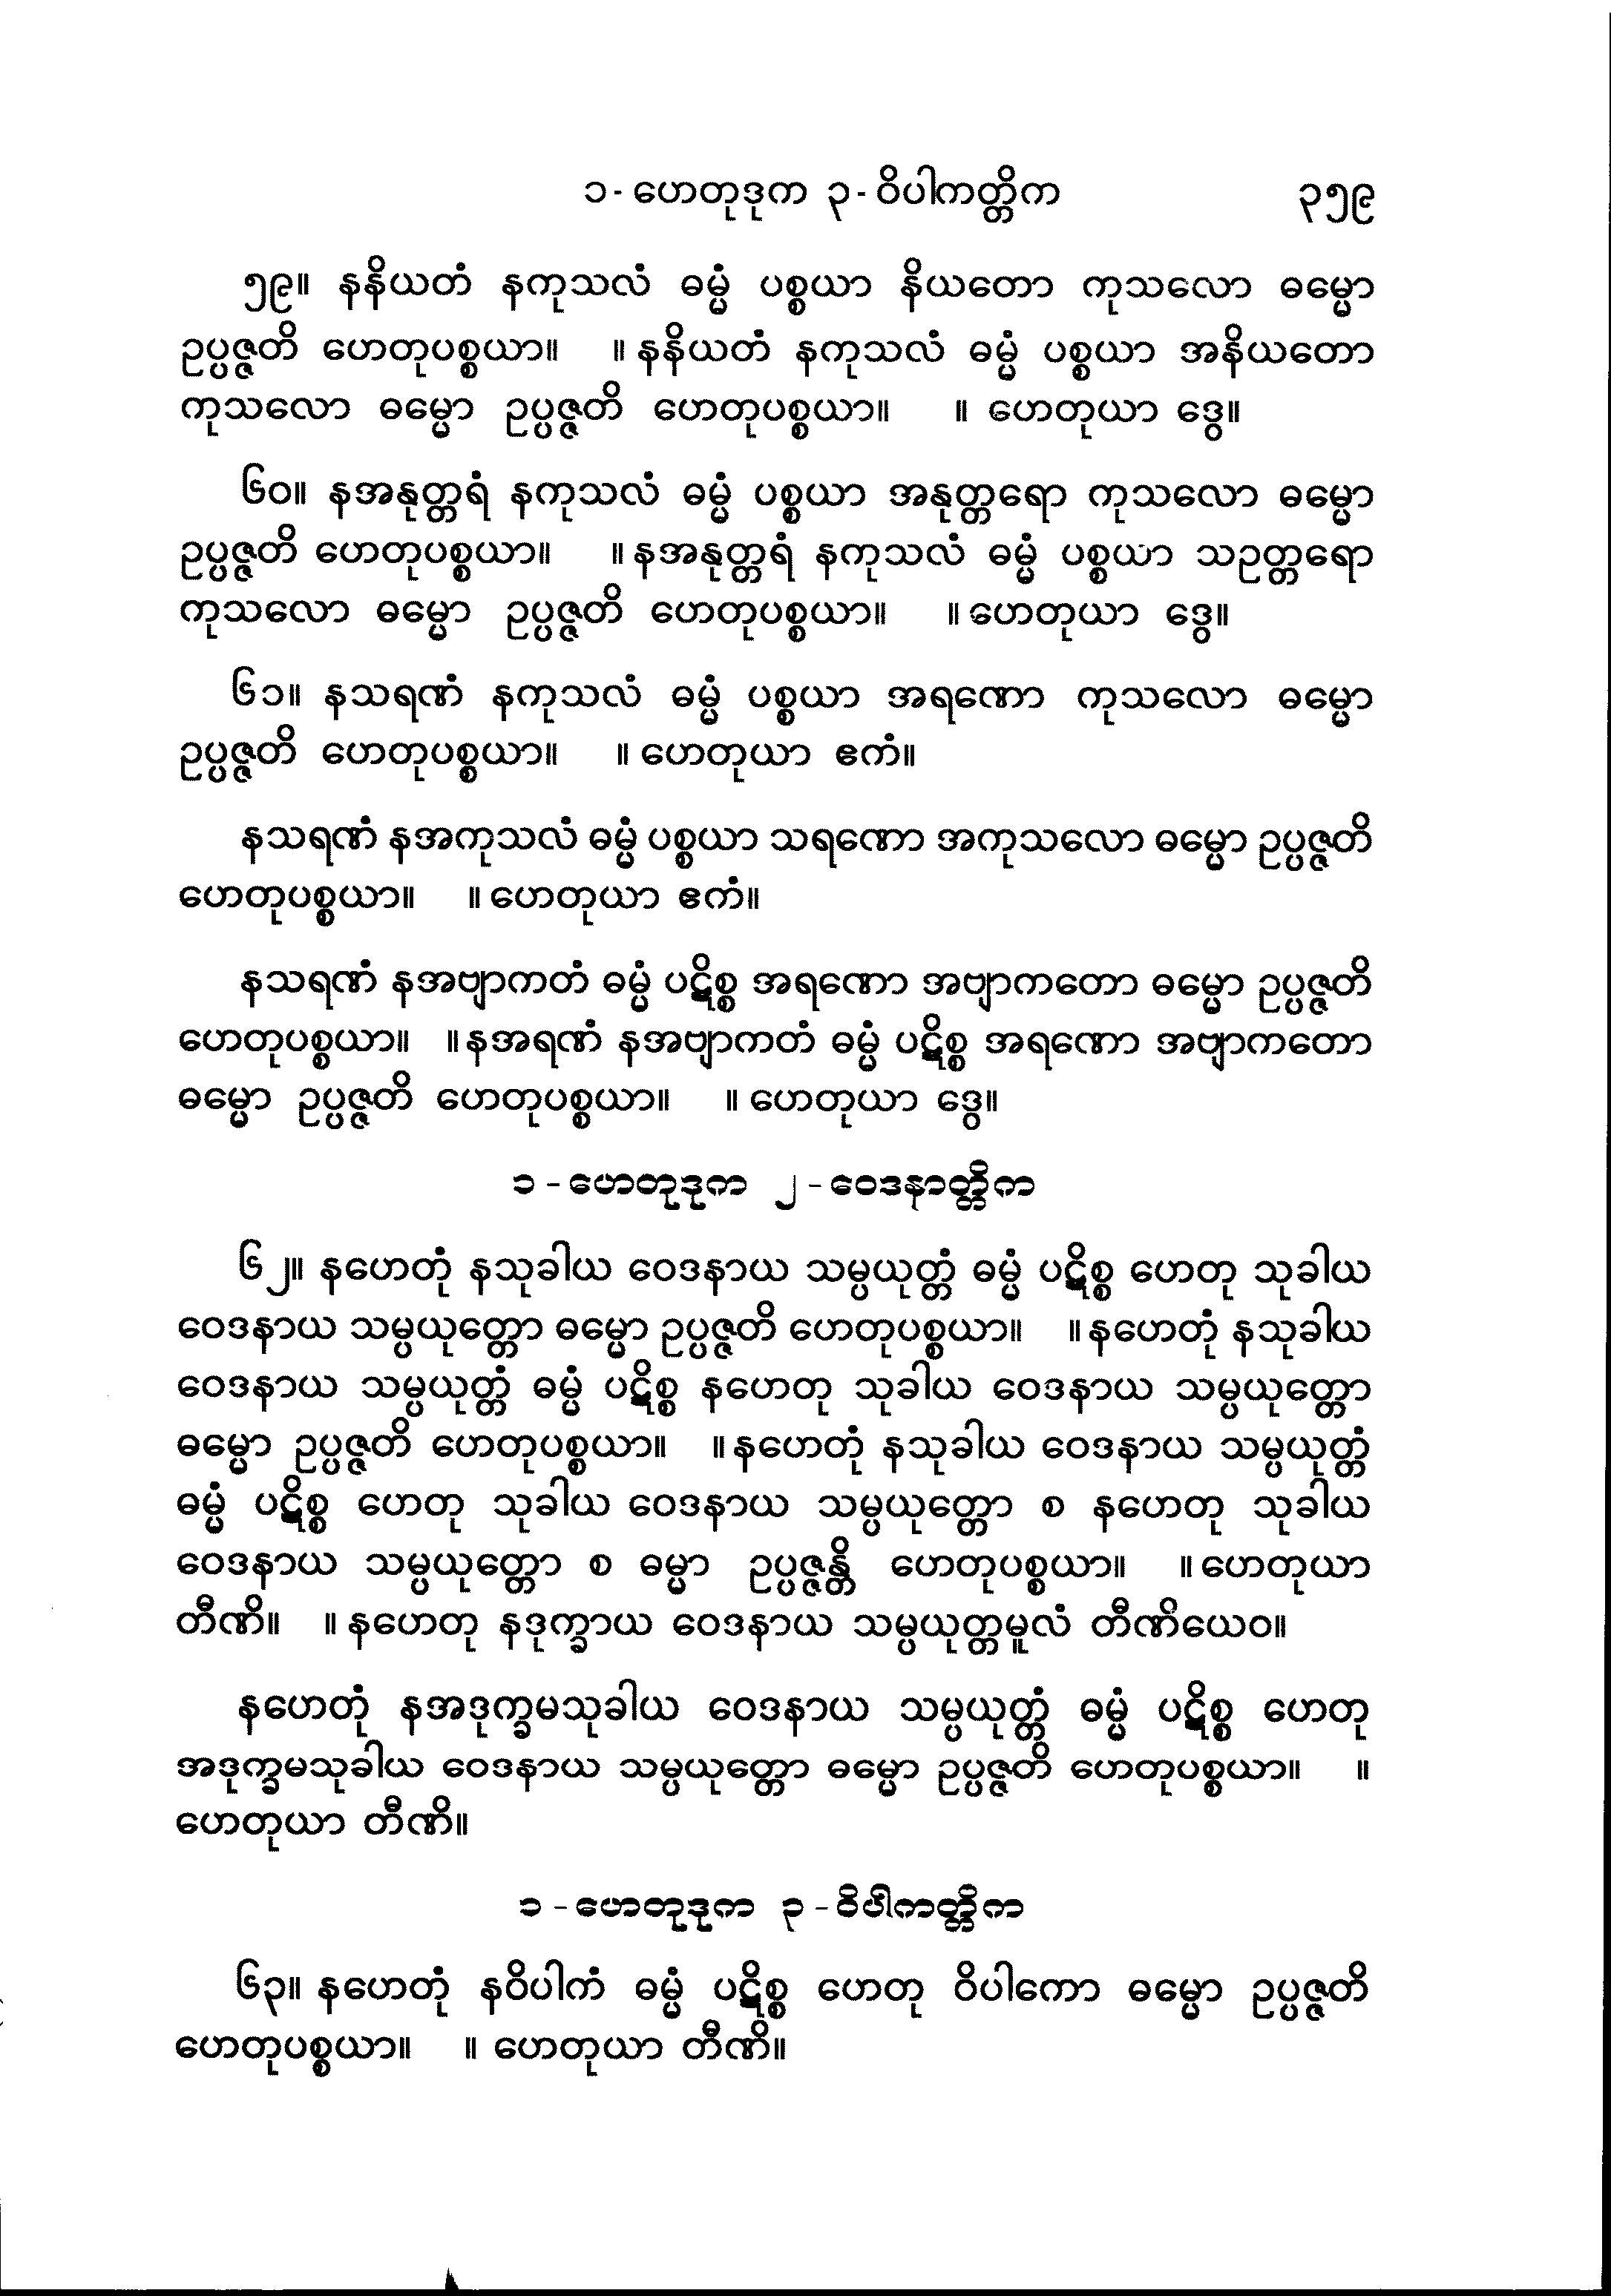 ၁ - ဟေတုဒုက ၃ - ဝိပါကတ္တိက ၃၅၉
၅၉။ နနိယတံ နကုသလံ ဓမ္မံ ပစ္စယာ နိယတော ကုသလော ဓမ္မော
ဥပ္ပဇ္ဇတိ ဟေတုပစ္စယာ။ ။ နနိယတံ နကုသလံ ဓမ္မံ ပစ္စယာ အနိယတော
ကုသလော ဓမ္မော ဥပ္ပဇ္ဇတိ ဟေတုပစ္စယာ။ ။ ဟေတုယာ ဒွေ။
၆၀။ နအနုတ္တရံ နကုသလံ ဓမ္မံ ပစ္စယာ အနုတ္တရော ကုသလော ဓမ္မော
ဥပ္ပဇ္ဇတိ ဟေတုပစ္စယာ။ ။ နအနုတ္တရံ နကုသလံ ဓမ္မံ ပစ္စယာ သဥတ္တရော
ကုသလော ဓမ္မော ဥပ္ပဇ္ဇတိ ဟေတုပစ္စယာ။ ။ ဟေတုယာ ဒွေ။
၆၁။ နသရဏံ နကုသလံ ဓမ္မံ ပစ္စယာ အရဏော ကုသလော ဓမ္မော
ဥပ္ပဇ္ဇတိ ဟေတုပစ္စယာ။ ။ ဟေတုယာ ဧကံ။
နသရဏံ နအကုသလံ ဓမ္မံ ပစ္စယာ သရဏော အကုသလော ဓမ္မော ဥပ္ပဇ္ဇတိ
ဟေတုပစ္စယာ။ ။ ဟေတုယာ ဧကံ။
နသရဏံ နအဗျာကတံ ဓမ္မံ ပဋိစ္စ အရဏော အဗျာကတော ဓမ္မော ဥပ္ပဇ္ဇတိ
ဟေတုပစ္စယာ။ ။ နအရဏံ နအဗျာကတံ ဓမ္မံ ပဋိစ္စ အရဏော အဗျာကတော
ဓမ္မော ဥပ္ပဇ္ဇတိ ဟေတုပစ္စယာ။ ။ ဟေတုယာ ဒွေ။
၁ - ဟေတုဒုက ၂ - ဝေဒနာတ္တိက
၆၂။ နဟေတုံ နသုခါယ ဝေဒနာယ သမ္ပယုတ္တံ ဓမ္မံ ပဋိစ္စ ဟေတု သုခါယ
ဝေဒနာယ သမ္ပယုတ္တော ဓမ္မော ဥပ္ပဇ္ဇတိ ဟေတုပစ္စယာ။ ။ နဟေတုံ နသုခါယ
ဝေဒနာယ သမ္ပယုတ္တံ ဓမ္မံ ပဋိစ္စ နဟေတု သုခါယ ဝေဒနာယ သမ္ပယုတ္တော
ဓမ္မော ဥပ္ပဇ္ဇတိ ဟေတုပစ္စယာ။ ။ နဟေတုံ နသုခါယ ဝေဒနာယ သမ္ပယုတ္တံ
ဓမ္မံ ပဋိစ္စ ဟေတု သုခါယ ဝေဒနာယ သမ္ပယုတ္တော စ နဟေတု သုခါယ
ဝေဒနာယ သမ္ပယုတ္တော စ ဓမ္မာ ဥပ္ပဇ္ဇန္တိ ဟေတုပစ္စယာ။ ။ ဟေတုယာ
တီဏိ။ ။ နဟေတု နဒုက္ခာယ ဝေဒနာယ သမ္ပယုတ္တမူလံ တီဏိယေဝ။
နဟေတုံ နအဒုက္ခမသုခါယ ဝေဒနာယ သမ္ပယုတ္တံ ဓမ္မံ ပဋိစ္စ ဟေတု
အဒုက္ခမသုခါယ ဝေဒနာယ သမ္ပယုတ္တော ဓမ္မော ဥပ္ပဇ္ဇတိ ဟေတုပစ္စယာ။ ။
ဟေတုယာ တီဏိ။
၁ - ဟေတုဒုက ၃ - ဝိပါကတ္တိက
၆၃။ နဟေတုံ နဝိပါကံ ဓမ္မံ ပဋိစ္စ ဟေတု ဝိပါကော ဓမ္မော ဥပ္ပဇ္ဇတိ
ဟေတုပစ္စယာ။ ။ ဟေတုယာ တီဏိ။